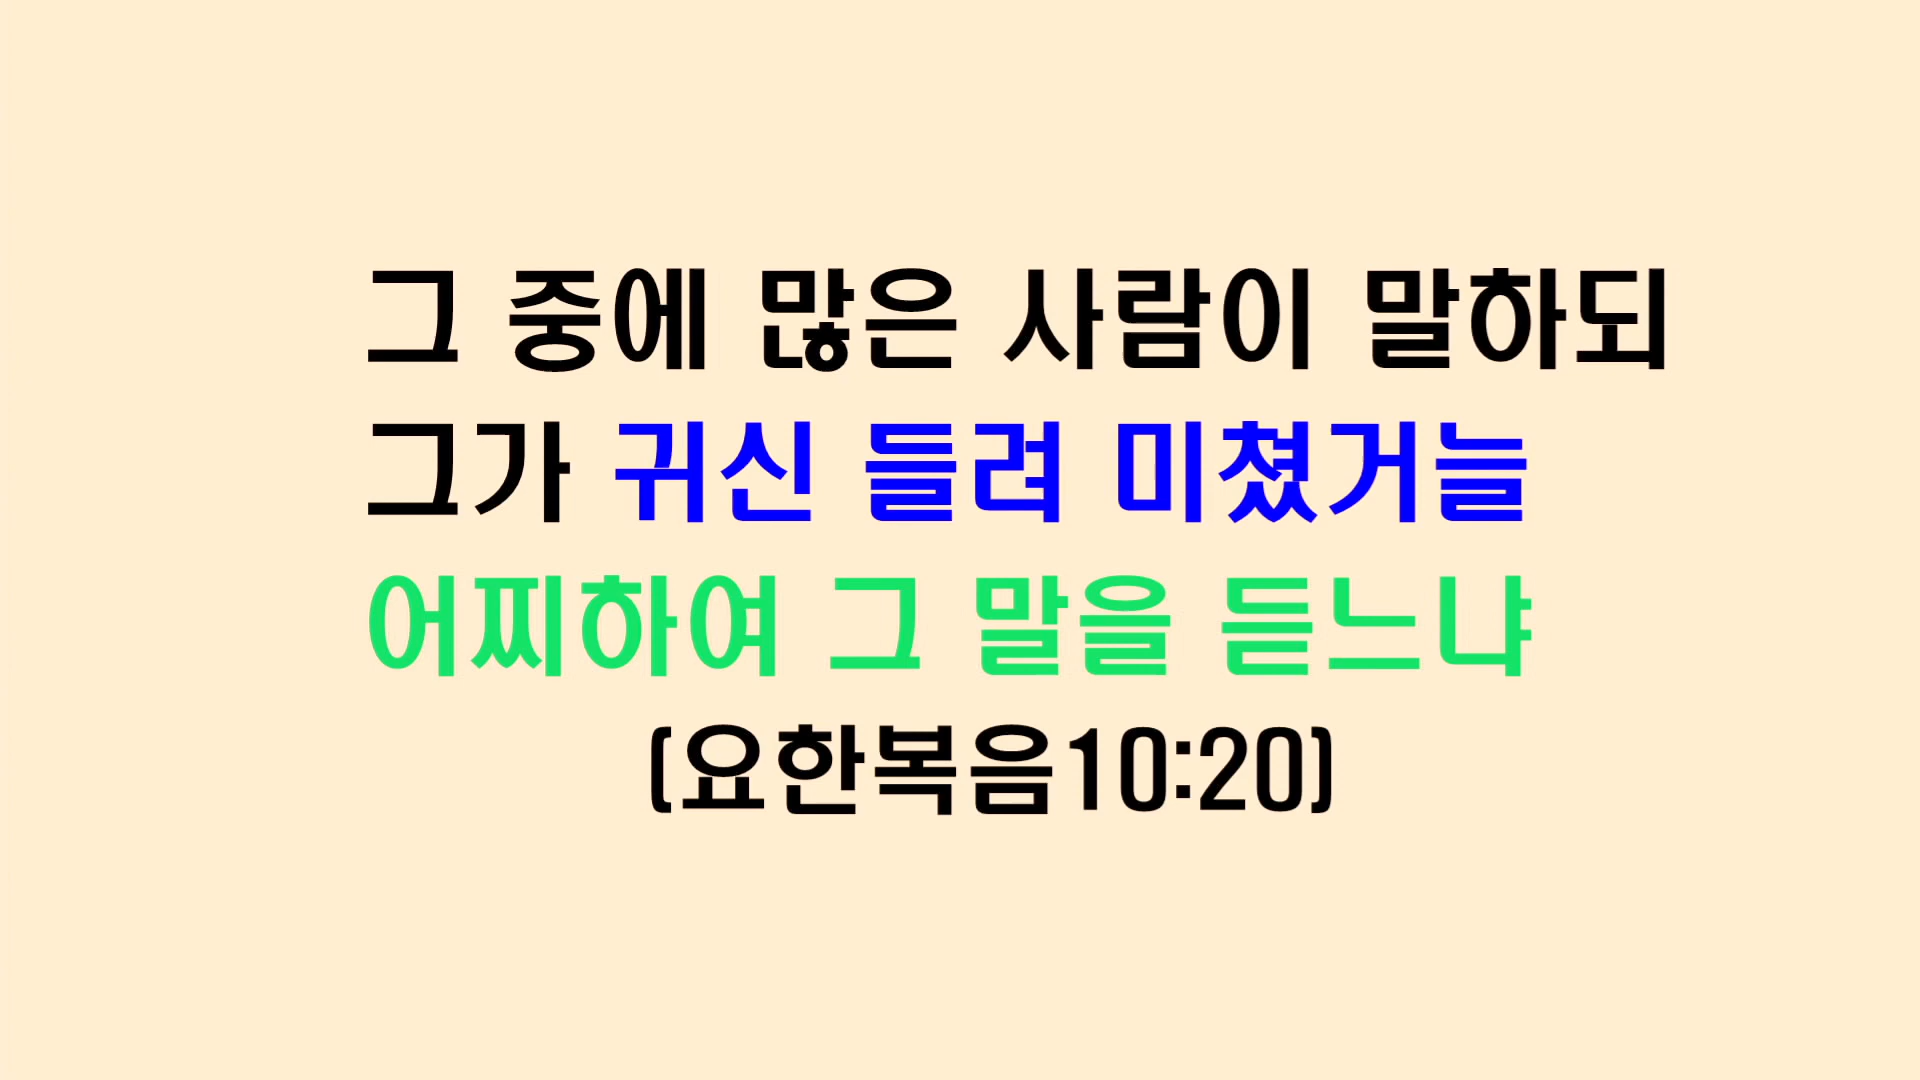 그 중에 많은 사람이 말하되
그가 귀신 들려 미쳤거늘
어찌하여 그 말을 듣느냐
(요한복음10:20)